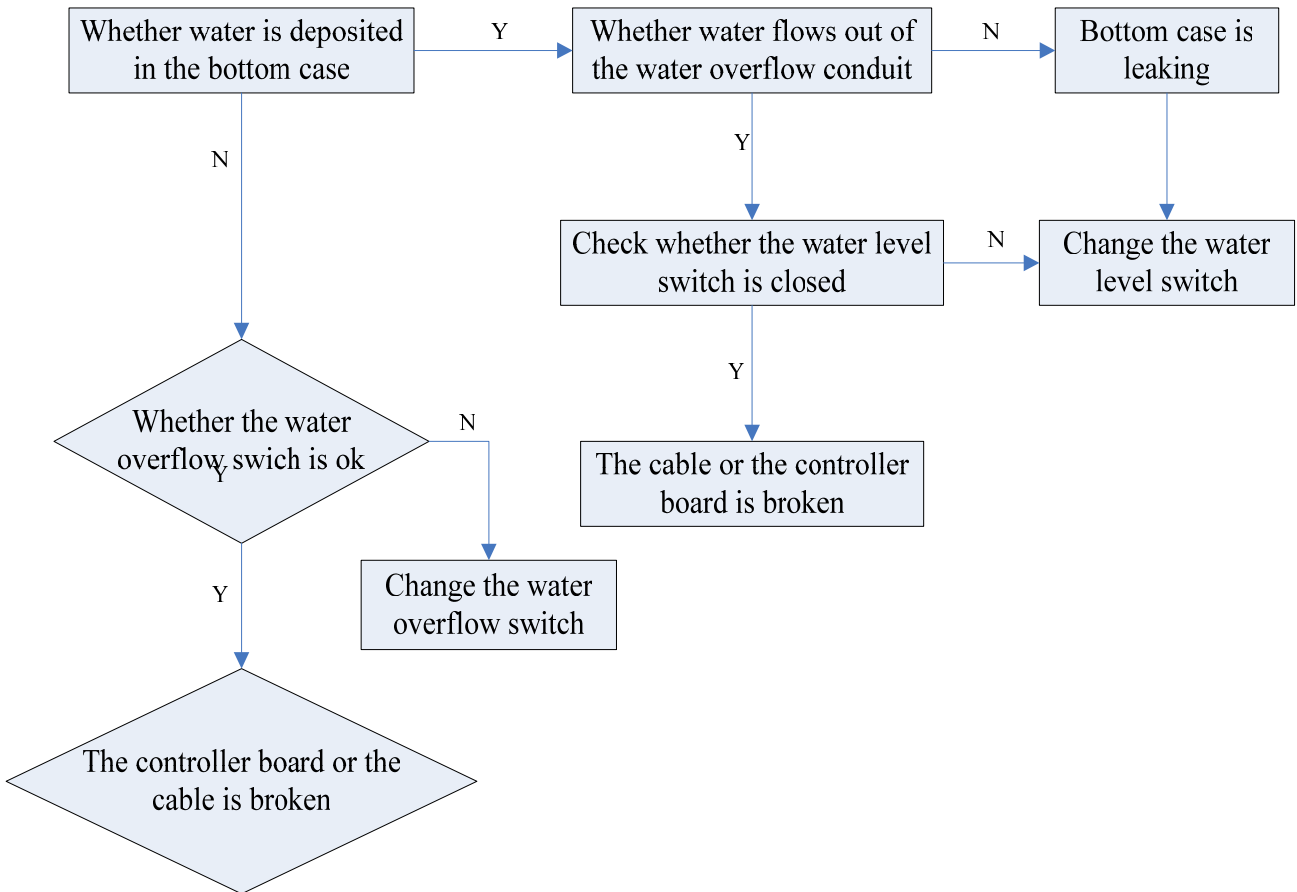 Whether water is deposited
in the bottom case
Y
Whether water flows out of
the water overflow conduit
N
Bottom case is
leaking
N
Y
Check whether the water level
switch is closed
N
Change the water
level switch
Y
The cable or the controller
board is broken
Whether the water
overflow swich is ok
Y
N
Change the water
overflow switch
Y
The controller board or the
cable is broken